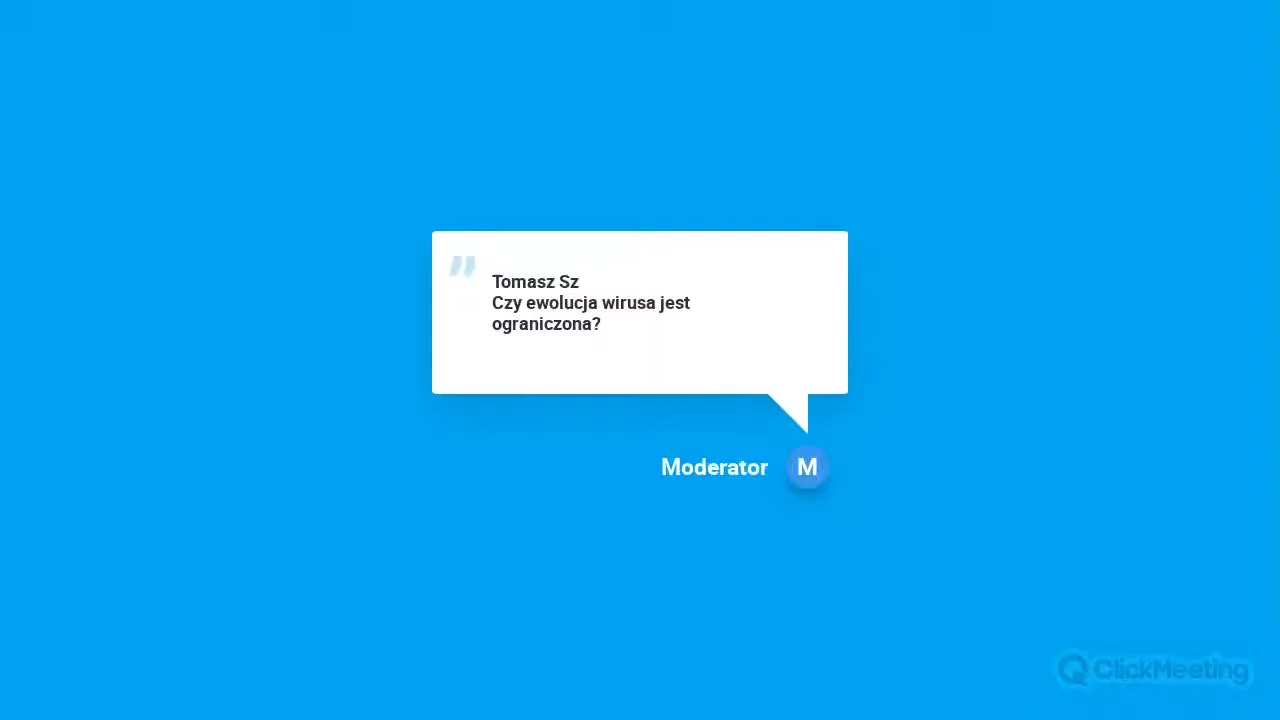 "
Tomasz Sz
Czy ewolucja wirusa jest
ograniczona?
Moderator M
ClickMeeting